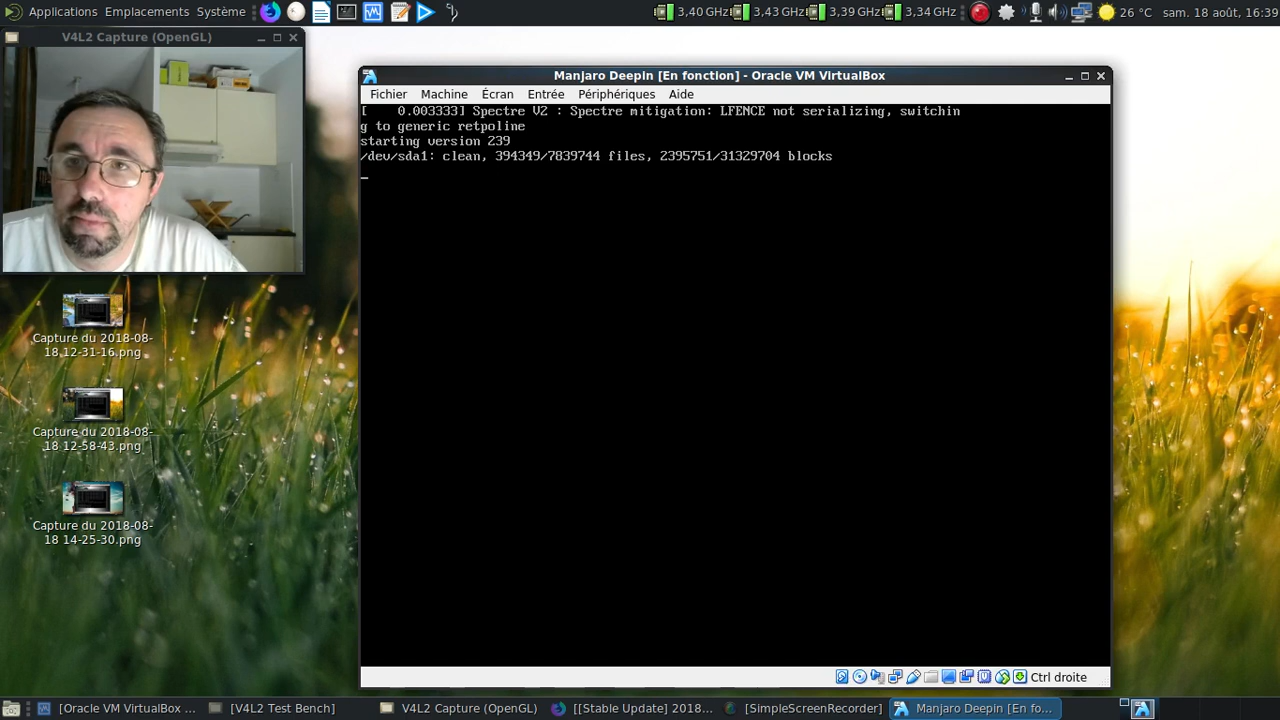 Applications Emplacements Système 3,40 GHz 3,43 GHz 3,39 GHz 3,34 GHz 26 °C sam. 18 août, 16:39
V4L2 Capture (OpenGL)
Manjaro Deepin [En fonction] - Oracle VM VirtualBox
Fichier Machine Écran Entrée Périphériques Aide
[    0.003333] Spectre V2 : Spectre mitigation: LFENCE not serializing, switchin
g to generic retpoline
starting version 239
/dev/sda1: clean, 394349/7839744 files, 2395751/31329704 blocks
_
Capture du 2018-08-
18 12-31-16.png
Capture du 2018-08-
18 12-58-43.png
Capture du 2018-08-
18 14-25-30.png
Ctrl droite
[Oracle VM VirtualBox ... [V4L2 Test Bench] V4L2 Capture (OpenGL) [[Stable Update] 2018... [SimpleScreenRecorder] Manjaro Deepin [En fo...